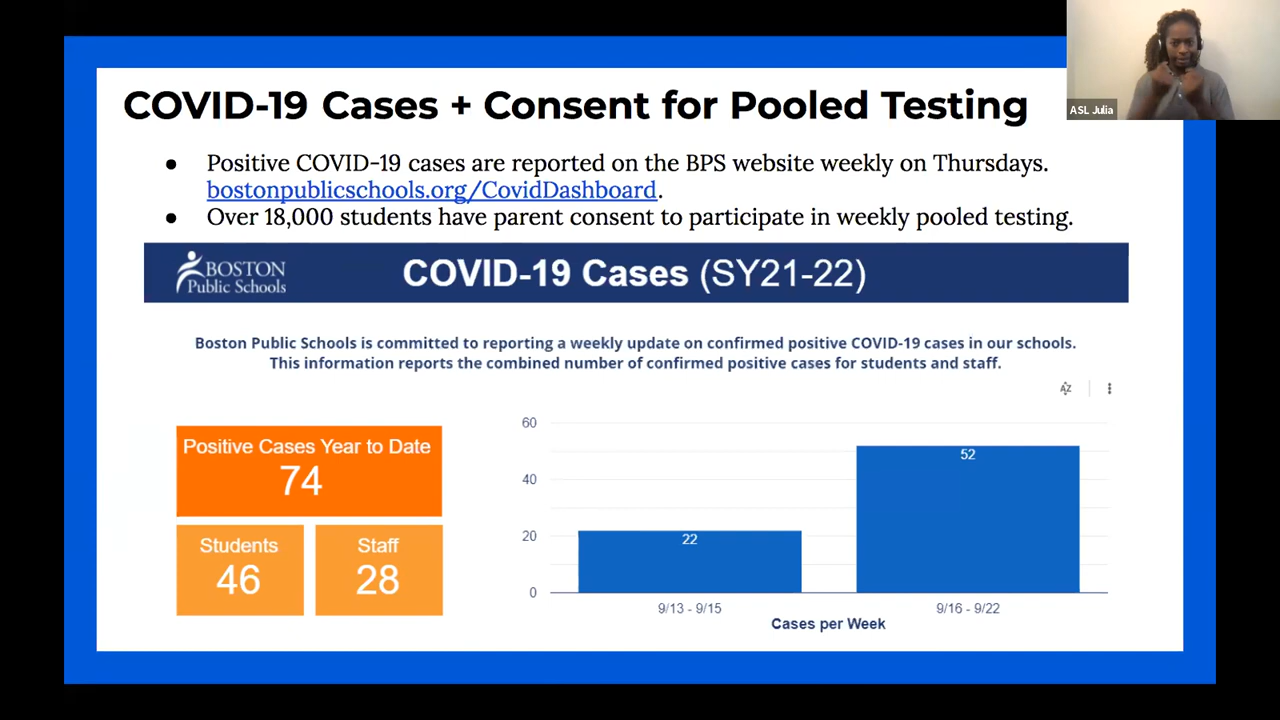 COVID-19 Cases + Consent for Pooled Testing
ASL Julia
● Positive COVID-19 cases are reported on the BPS website weekly on Thursdays.
bostonpublicschools.org/CovidDashboard.
● Over 18,000 students have parent consent to participate in weekly pooled testing.
BOSTON
Public Schools
COVID-19 Cases (SY21-22)
Boston Public Schools is committed to reporting a weekly update on confirmed positive COVID-19 cases in our schools.
This information reports the combined number of confirmed positive cases for students and staff.
AZ
Positive Cases Year to Date
74
Students
46
Staff
28
60
40
20
0
22
52
9/13 - 9/15
9/16 - 9/22
Cases per Week